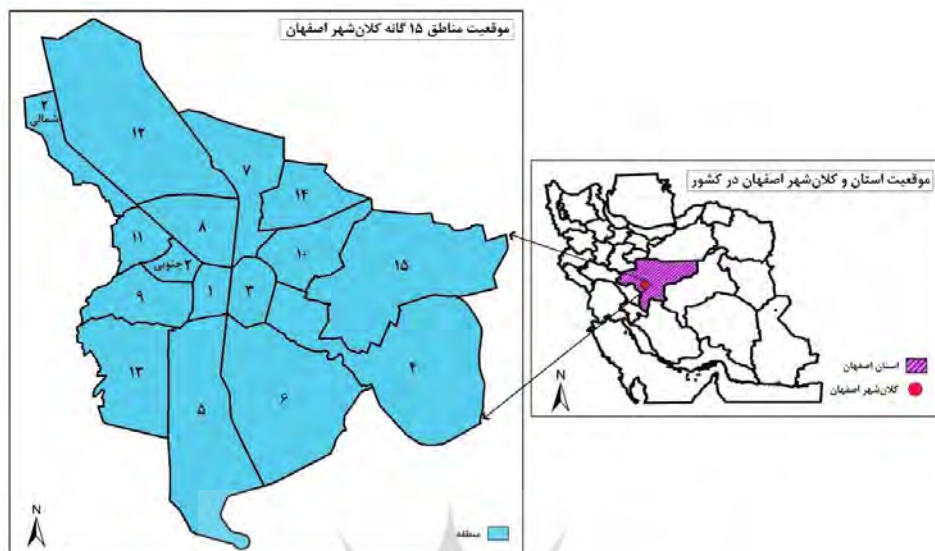 موقعیت مناطق ۱۵ گانه کلان‌شهر اصفهان
۲
شمالی
۱۲
۷
۱۴
۸
۱۱
۱۰
۱۵
۲ جنوبی
۹
۱
۳
۴
۱۳
۶
۵
N
منطقه
موقعیت استان و کلان‌شهر اصفهان در کشور
استان اصفهان
کلان‌شهر اصفهان
N